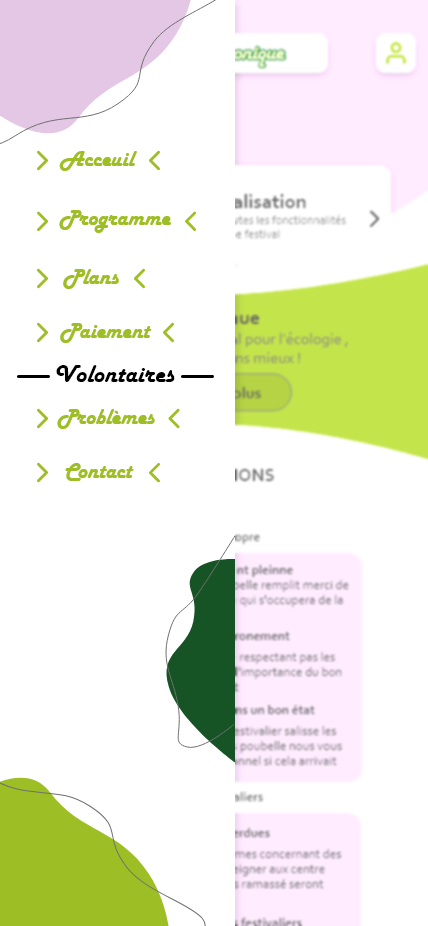 Acceuil
Programme
Plans
Paiement
Volontaires
Problèmes
Contact
onique
alisation
utes les fonctionnalités
e festival
nue
al pour l'écologie,
ns mieux !
plus
IONS
opre
nt pleinne
belle remplit merci de
qui s'occupera de la
ronement
respectant pas les
l'importance du bon
t
ns un bon état
estivalier salisse les
poubelle nous vous
onnel si cela arrivait
aliers
erdues
mes concernant des
eigner aux centre
s ramassé seront
s festivaliers